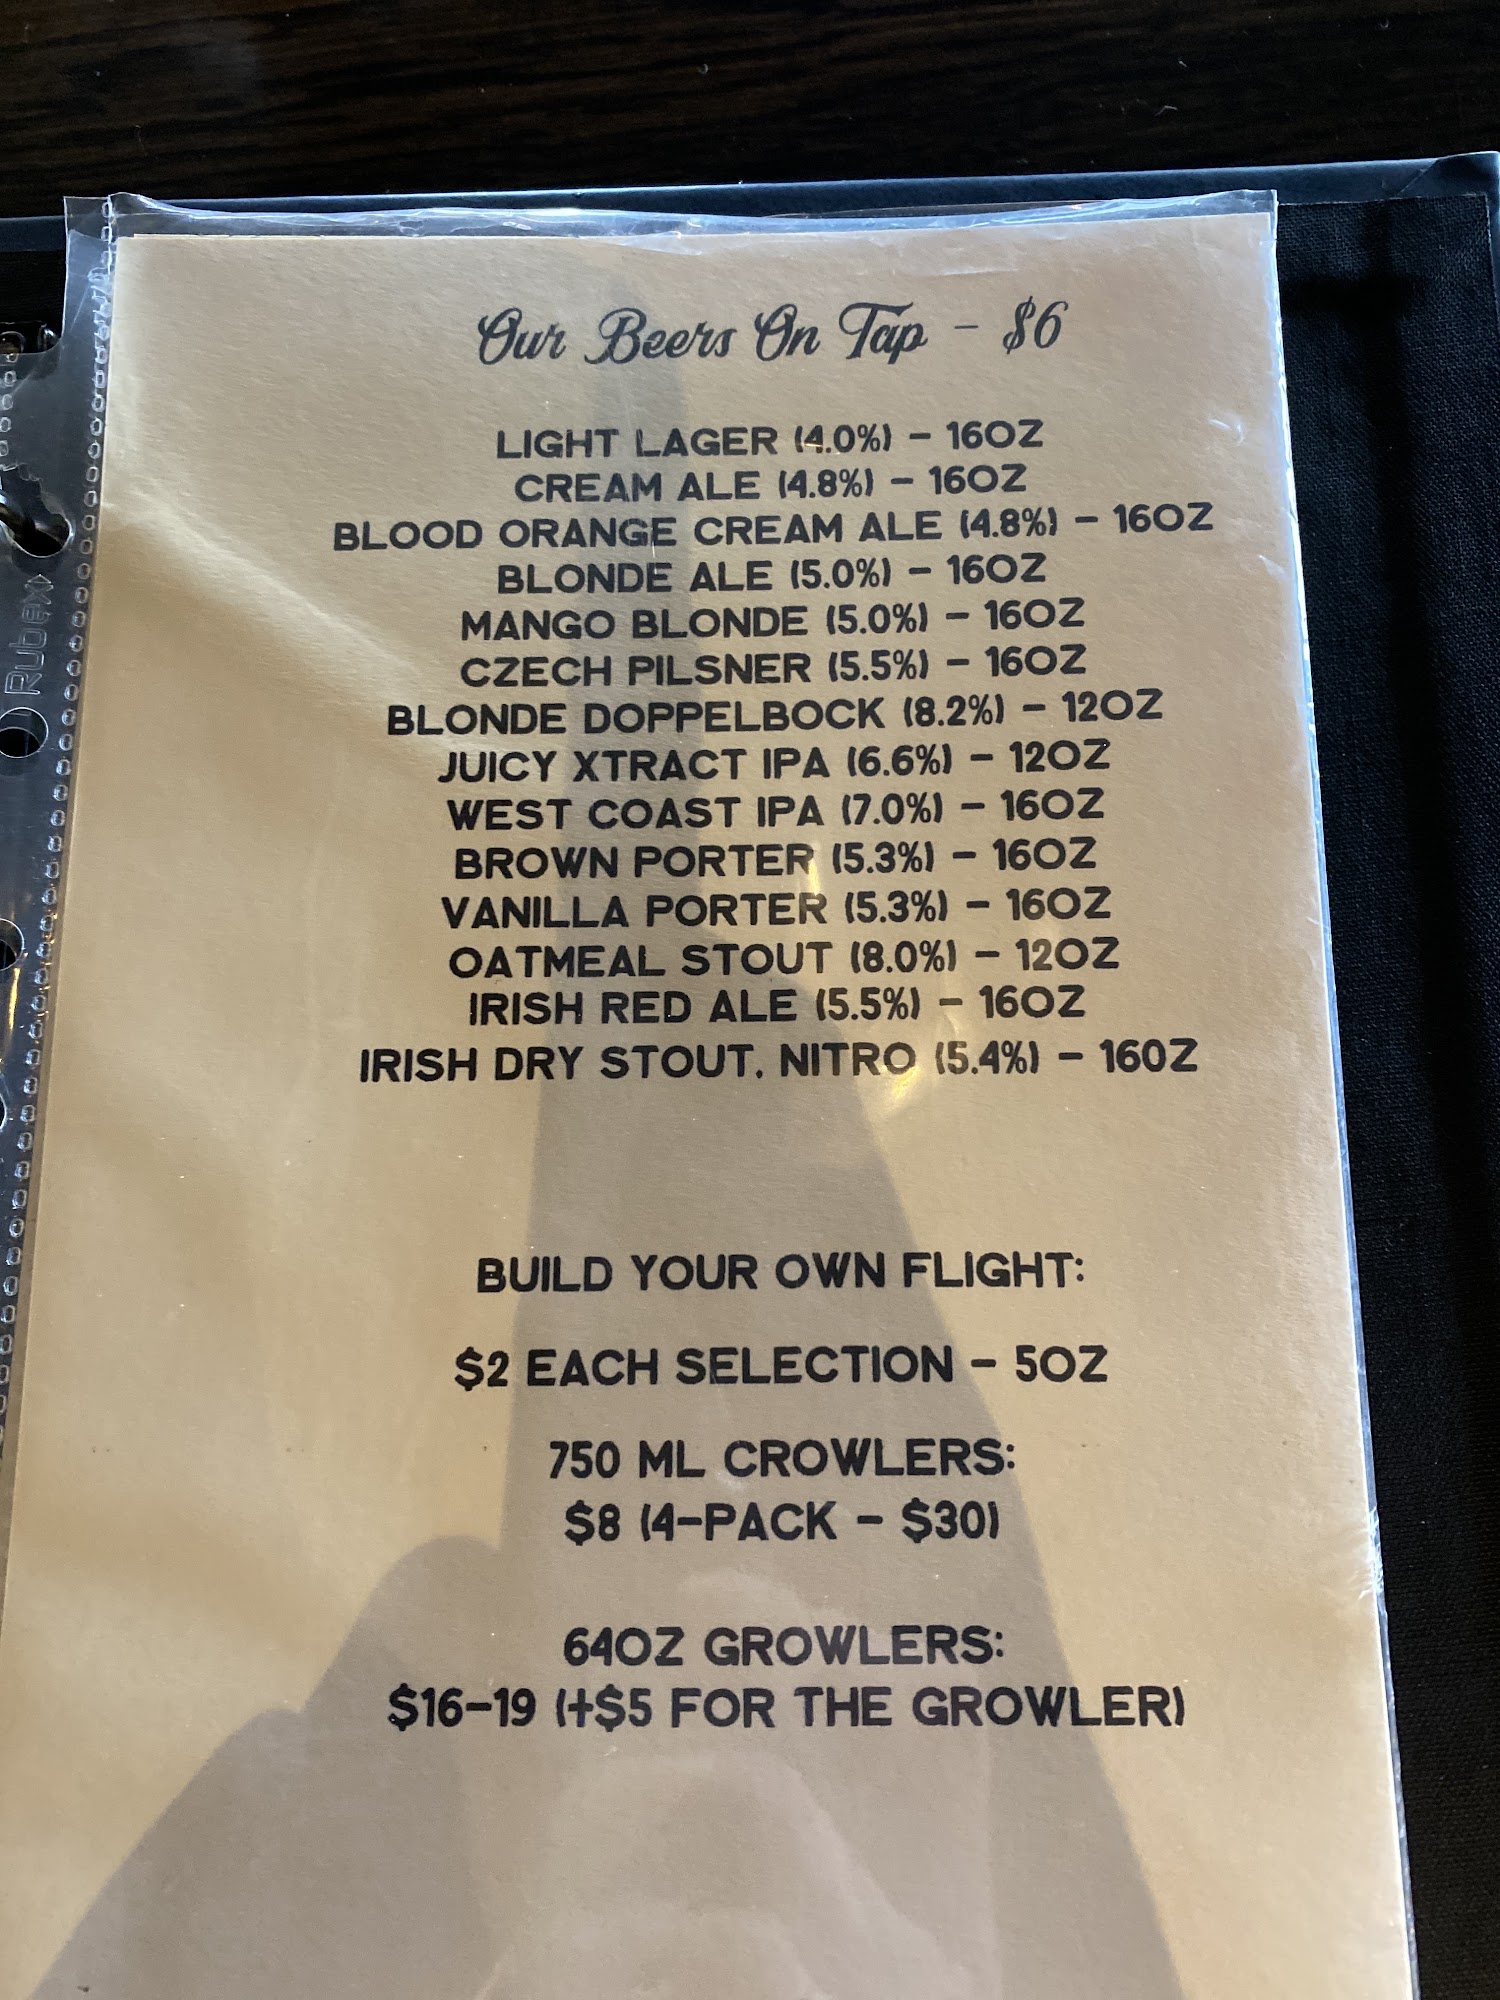 Our Beers On Tap - $6
LIGHT LAGER (4.0%) - 16OZ
CREAM ALE (4.8%) - 16OZ
BLOOD ORANGE CREAM ALE (4.8%) - 16OZ
BLONDE ALE (5.0%) - 16OZ
MANGO BLONDE (5.0%) - 16OZ
CZECH PILSNER (5.5%) - 16OZ
BLONDE DOPPELBOCK (8.2%) - 12OZ
JUICY XTRACT IPA (6.6%) - 12OZ
WEST COAST IPA (7.0%) - 16OZ
BROWN PORTER (5.3%) - 16OZ
VANILLA PORTER (5.3%) - 16OZ
OATMEAL STOUT (8.0%) - 12OZ
IRISH RED ALE (5.5%) - 16OZ
IRISH DRY STOUT. NITRO (5.4%) - 16OZ
BUILD YOUR OWN FLIGHT:
$2 EACH SELECTION - 5OZ
750 ML CROWLERS:
$8 (4-PACK - $30)
64OZ GROWLERS:
$16-19 (+$5 FOR THE GROWLER)
Rubex